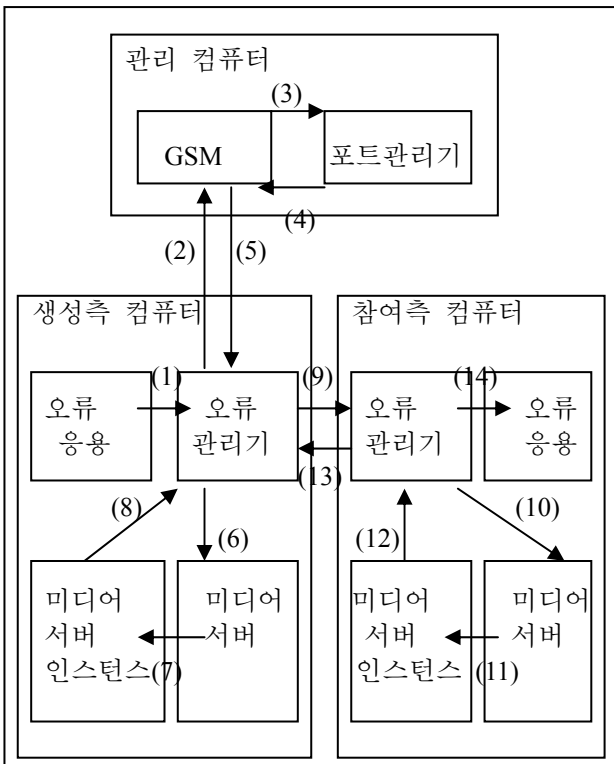 관리 컴퓨터
(3)
GSM
포트관리기
(4)
(2)
(5)
생성측 컴퓨터
참여측 컴퓨터
(1)
(9)
(14)
오류
응용
오류
관리기
오류
관리기
오류
응용
(13)
(8)
(6)
(12)
(10)
미디어
서버
인스턴스(7)
미디어
서버
미디어
서버
인스턴스
(11)
미디어
서버